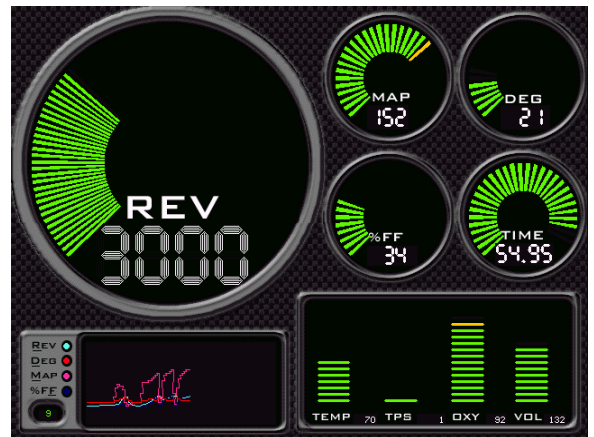 REV
3000
MAP
152
DEG
21
%FF
34
TIME
54.95
REV
DEG
MAP
%FF
9
TEMP 70 TPS 1 OXY 92 VOL 132